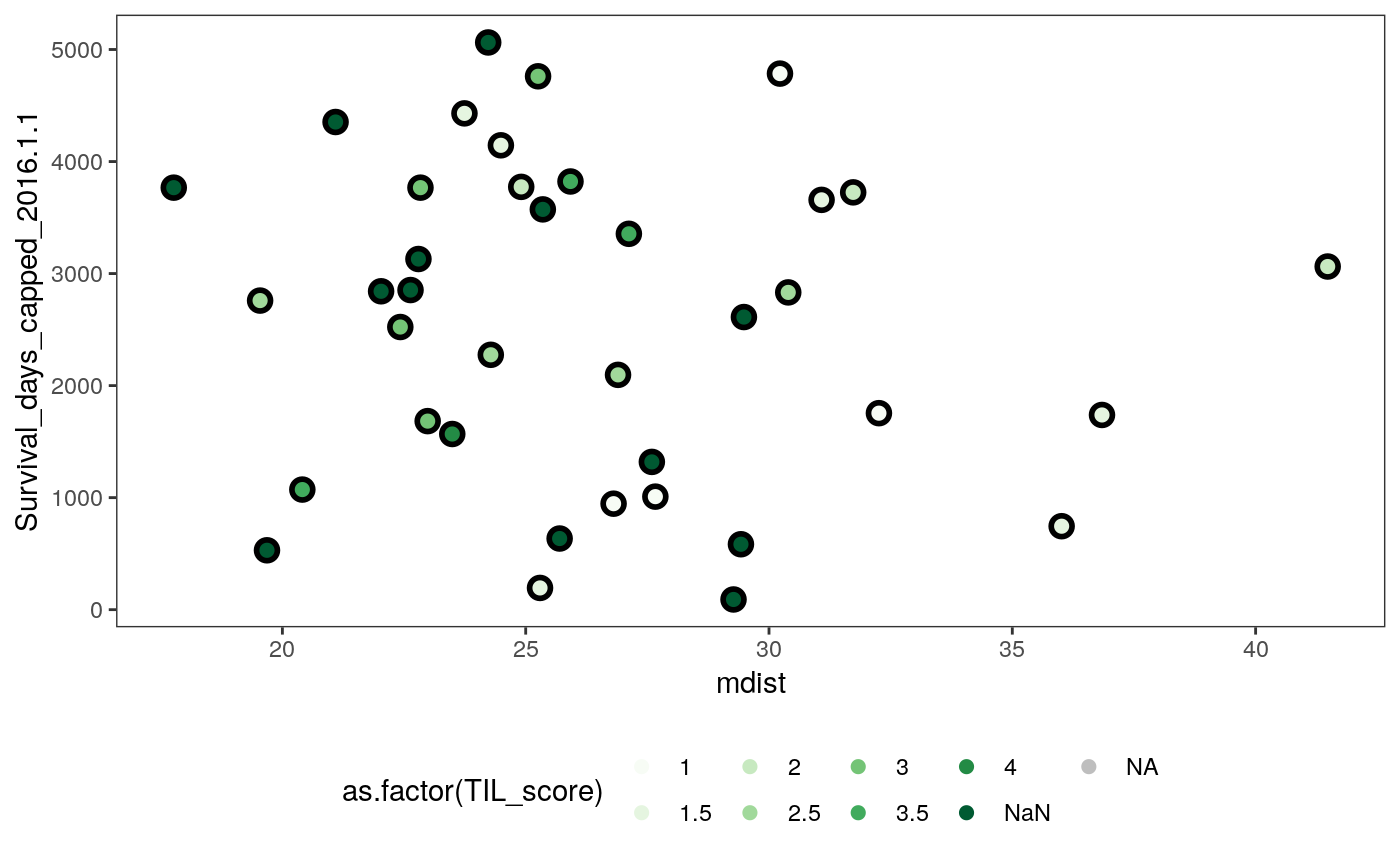 Survival_days_capped_2016.1.1
5000
4000
3000
2000
1000
0
20 25 30 35 40
mdist
as.factor(TIL_score)
1 2 3 4 NA
1.5 2.5 3.5 NaN